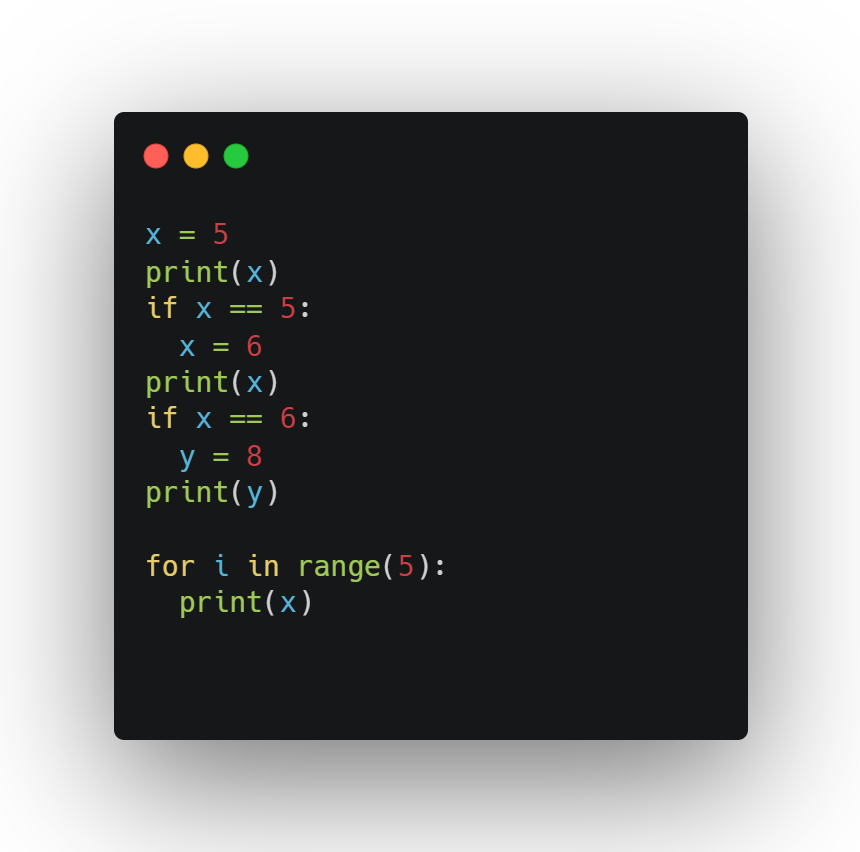 x = 5
print(x)
if x == 5:
  x = 6
print(x)
if x == 6:
  y = 8
print(y)

for i in range(5):
  print(x)